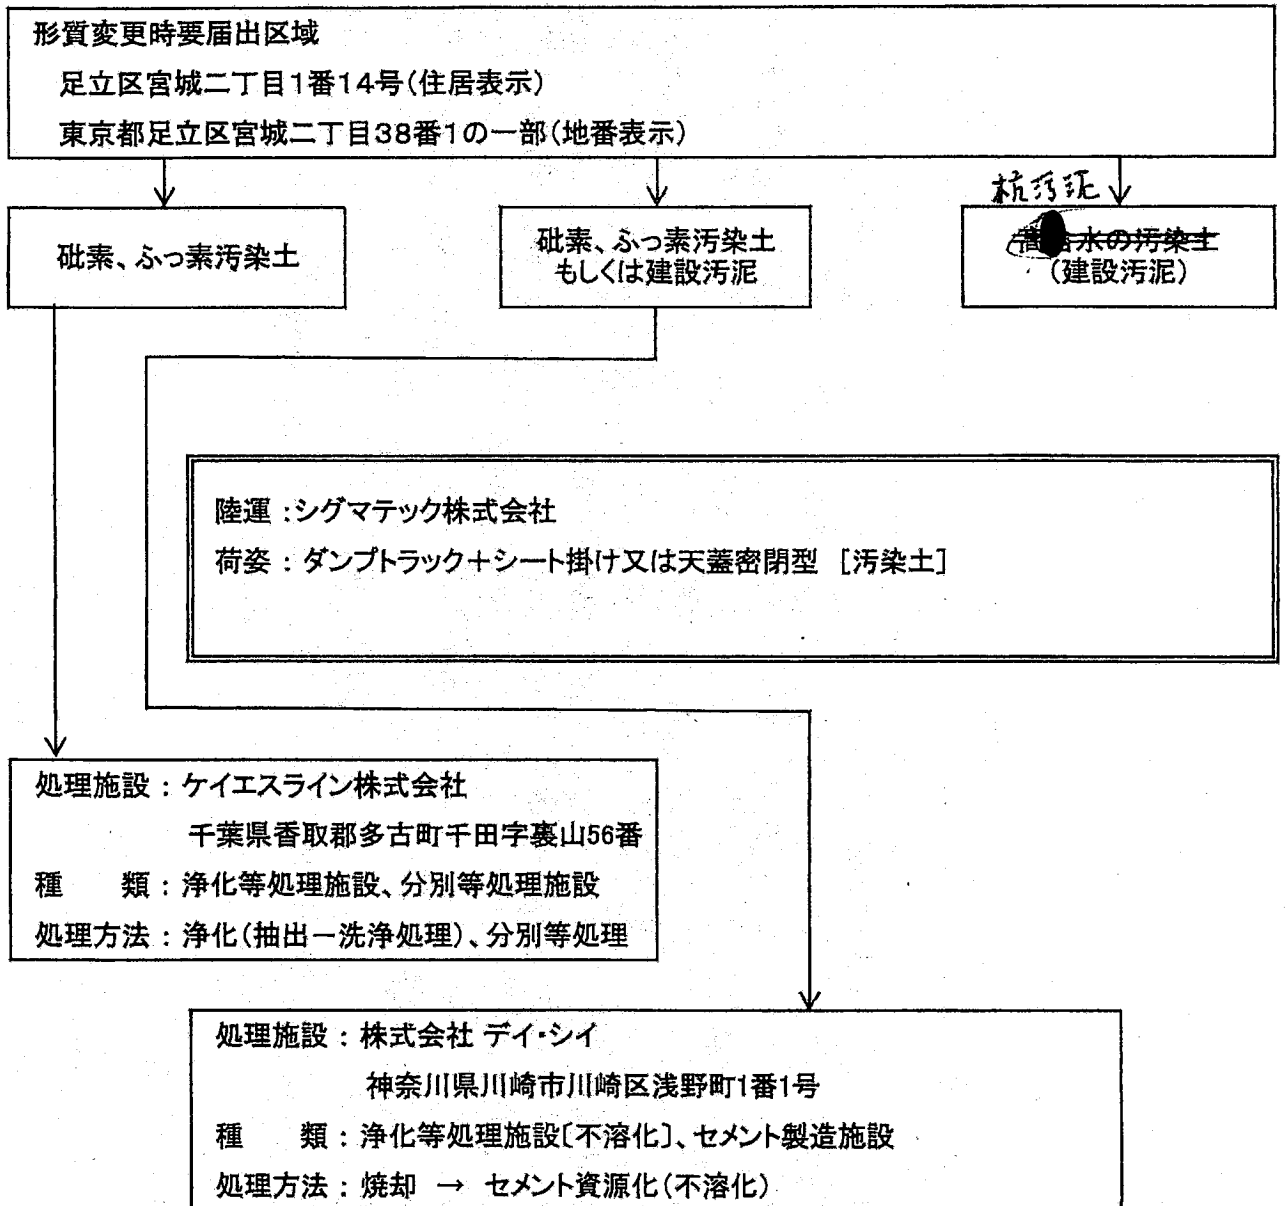 形質変更時要届出区域
足立区宮城二丁目1番14号(住居表示)
東京都足立区宮城二丁目38番1の一部(地番表示)
砒素、ふっ素汚染土
砒素、ふっ素汚染土
もしくは建設汚泥
杭汚泥
水の汚染土
(建設汚泥)
陸運:シグマテック株式会社
荷姿:ダンプトラック+シート掛け又は天蓋密閉型 [汚染土]
処理施設:ケイエスライン株式会社
千葉県香取郡多古町千田字裏山56番
種 類:浄化等処理施設、分別等処理施設
処理方法:浄化(抽出-洗浄処理)、分別等処理
処理施設:株式会社 デイ・シイ
神奈川県川崎市川崎区浅野町1番1号
種 類:浄化等処理施設〔不溶化〕、セメント製造施設
処理方法:焼却 → セメント資源化(不溶化)